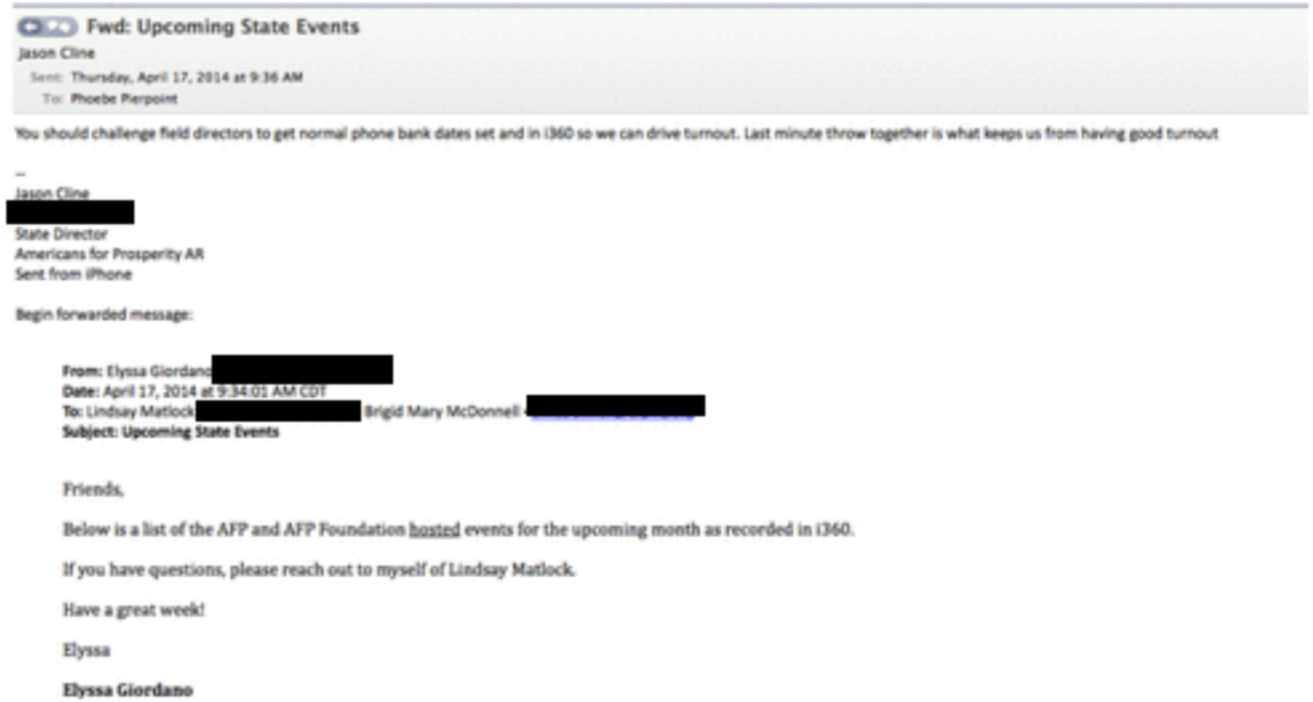 Fwd: Upcoming State Events
Jason Cline
Sent: Thursday, April 17, 2014 at 9:36 AM
To: Phoebe Pierpoint
You should challenge field directors to get normal phone bank dates set and in i360 so we can drive turnout. Last minute throw together is what keeps us from having good turnout
--
Jason Cline
State Director
Americans for Prosperity AR
Sent from iPhone
Begin forwarded message:
From: Elyssa Giordano
Date: April 17, 2014 at 9:34:01 AM CDT
To: Lindsay Matlock Brigid Mary McDonnell
Subject: Upcoming State Events
Friends,
Below is a list of the AFP and AFP Foundation hosted events for the upcoming month as recorded in i360.
If you have questions, please reach out to myself of Lindsay Matlock.
Have a great week!
Elyssa
Elyssa Giordano